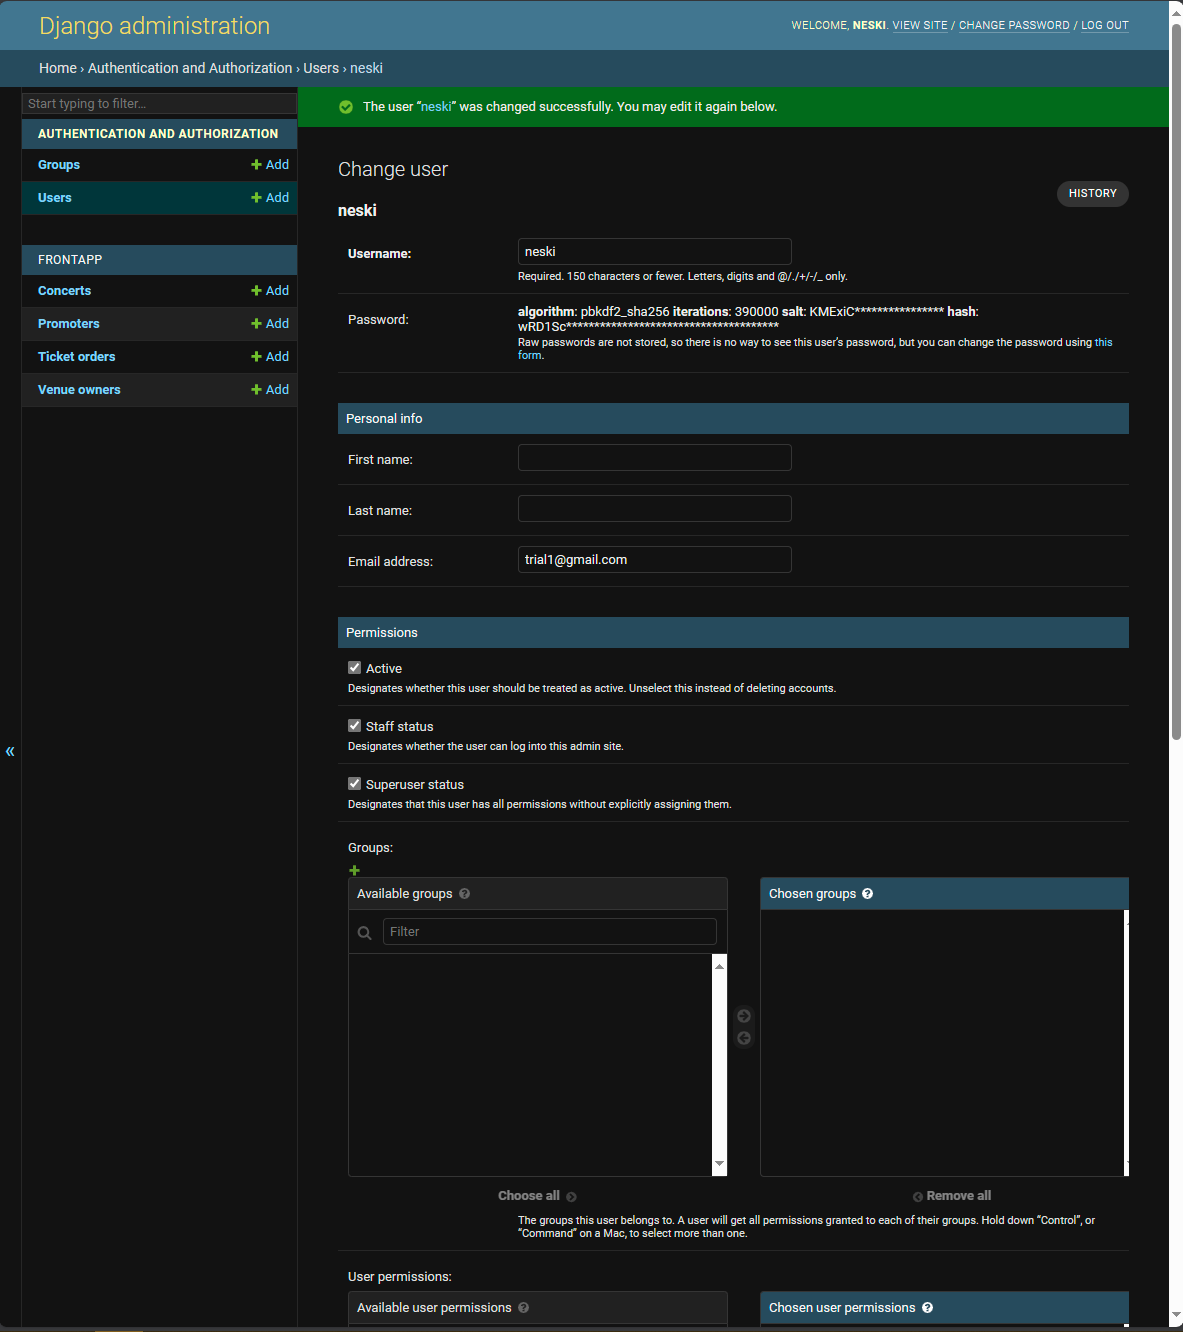 Django administration
WELCOME, NESKI. VIEW SITE / CHANGE PASSWORD / LOG OUT
Home › Authentication and Authorization › Users › neski
Start typing to filter...
AUTHENTICATION AND AUTHORIZATION
Groups
Add
Users
Add
FRONTAPP
Concerts
Add
Promoters
Add
Ticket orders
Add
Venue owners
Add
«
The user “neski” was changed successfully. You may edit it again below.
Change user
HISTORY
neski
Username:
neski
Required. 150 characters or fewer. Letters, digits and @/./+/-/_ only.
Password:
algorithm: pbkdf2_sha256 iterations: 390000 salt: KMExiC**************** hash:
wRD1Sc**************************************
Raw passwords are not stored, so there is no way to see this user’s password, but you can change the password using this
form.
Personal info
First name:
Last name:
Email address:
trial1@gmail.com
Permissions
Active
Designates whether this user should be treated as active. Unselect this instead of deleting accounts.
Staff status
Designates whether the user can log into this admin site.
Superuser status
Designates that this user has all permissions without explicitly assigning them.
Groups:
Available groups
Filter
Choose all
Chosen groups
Remove all
The groups this user belongs to. A user will get all permissions granted to each of their groups. Hold down “Control”, or
“Command” on a Mac, to select more than one.
User permissions:
Available user permissions
Chosen user permissions